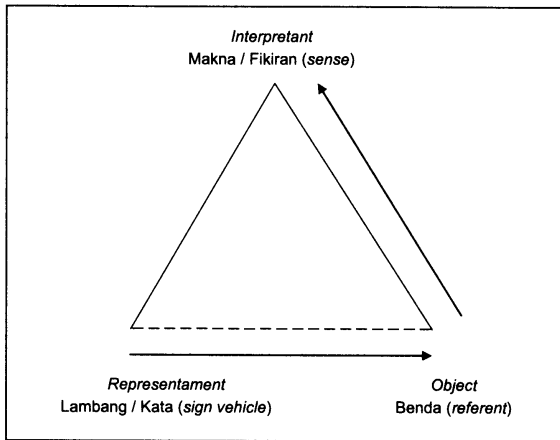 Interpretant
Makna / Fikiran (sense)
Representament
Lambang / Kata (sign vehicle)
Object
Benda (referent)